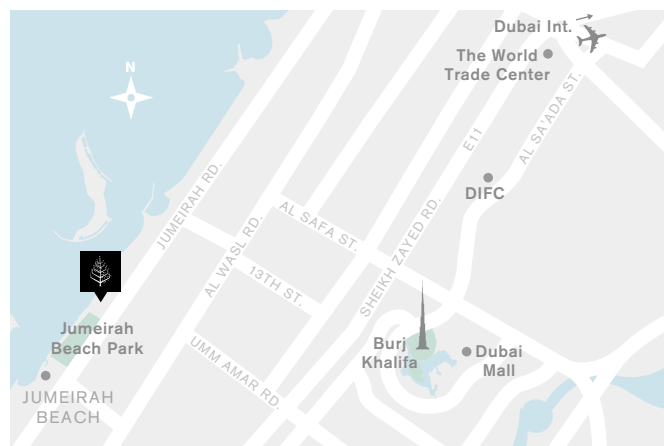 Dubai Int.
The World
Trade Center
N
E11
AL SA'ADA ST.
DIFC
JUMEIRAH RD.
AL WASL RD.
AL SAFA ST.
SHEIKH ZAYED RD.
13TH ST.
Jumeirah
Beach Park
UMM AMAR RD.
Burj
Khalifa
Dubai
Mall
JUMEIRAH
BEACH